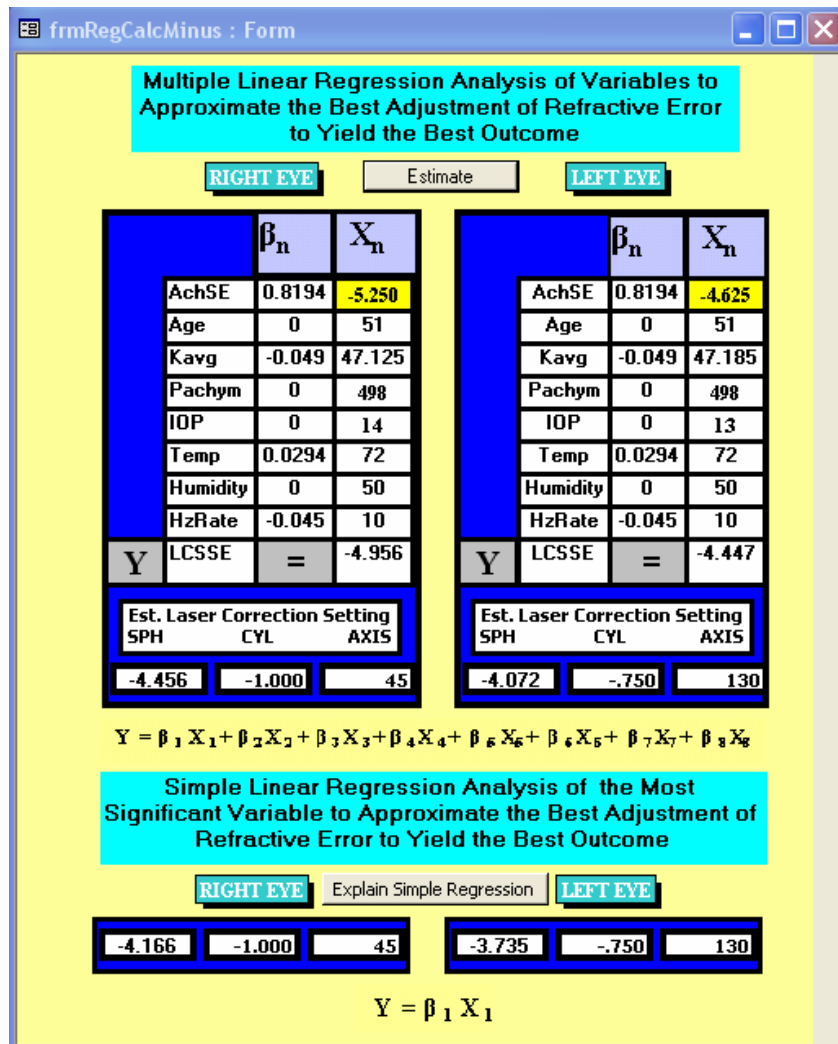 frmRegCalcMinus : Form
Multiple Linear Regression Analysis of Variables to
Approximate the Best Adjustment of Refractive Error
to Yield the Best Outcome
RIGHT EYE Estimate LEFT EYE
βn Xn
AchSE 0.8194 -5.250
Age 0 51
Kavg -0.049 47.125
Pachym 0 498
IOP 0 14
Temp 0.0294 72
Humidity 0 50
HzRate -0.045 10
Y LCSSE = -4.956
Est. Laser Correction Setting
SPH CYL AXIS
-4.456 -1.000 45
βn Xn
AchSE 0.8194 -4.625
Age 0 51
Kavg -0.049 47.185
Pachym 0 498
IOP 0 13
Temp 0.0294 72
Humidity 0 50
HzRate -0.045 10
Y LCSSE = -4.447
Est. Laser Correction Setting
SPH CYL AXIS
-4.072 -.750 130
Y = β1X1+ β2X2+ β3X3+β4X4+ β5X5+ β6X5+ β7X7+ β8X8
Simple Linear Regression Analysis of the Most
Significant Variable to Approximate the Best Adjustment of
Refractive Error to Yield the Best Outcome
RIGHT EYE Explain Simple Regression LEFT EYE
-4.166 -1.000 45 -3.735 -.750 130
Y = β1 X1